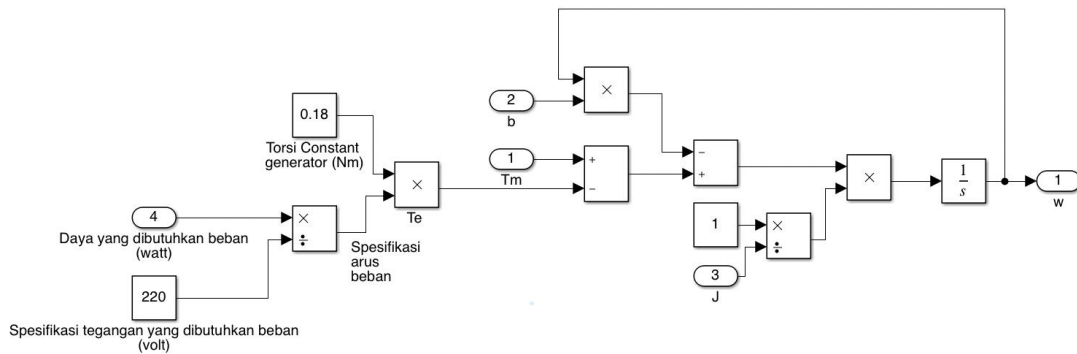 0.18
Torsi Constant
generator (Nm)
×
Te
4
Daya yang dibutuhkan beban
(watt)
×
÷
Spesifikasi
arus
beban
220
Spesifikasi tegangan yang dibutuhkan beban
(volt)
2
b
×
1
Tm
+
−
−
+
1
×
÷
3
J
×
1
s
1
w